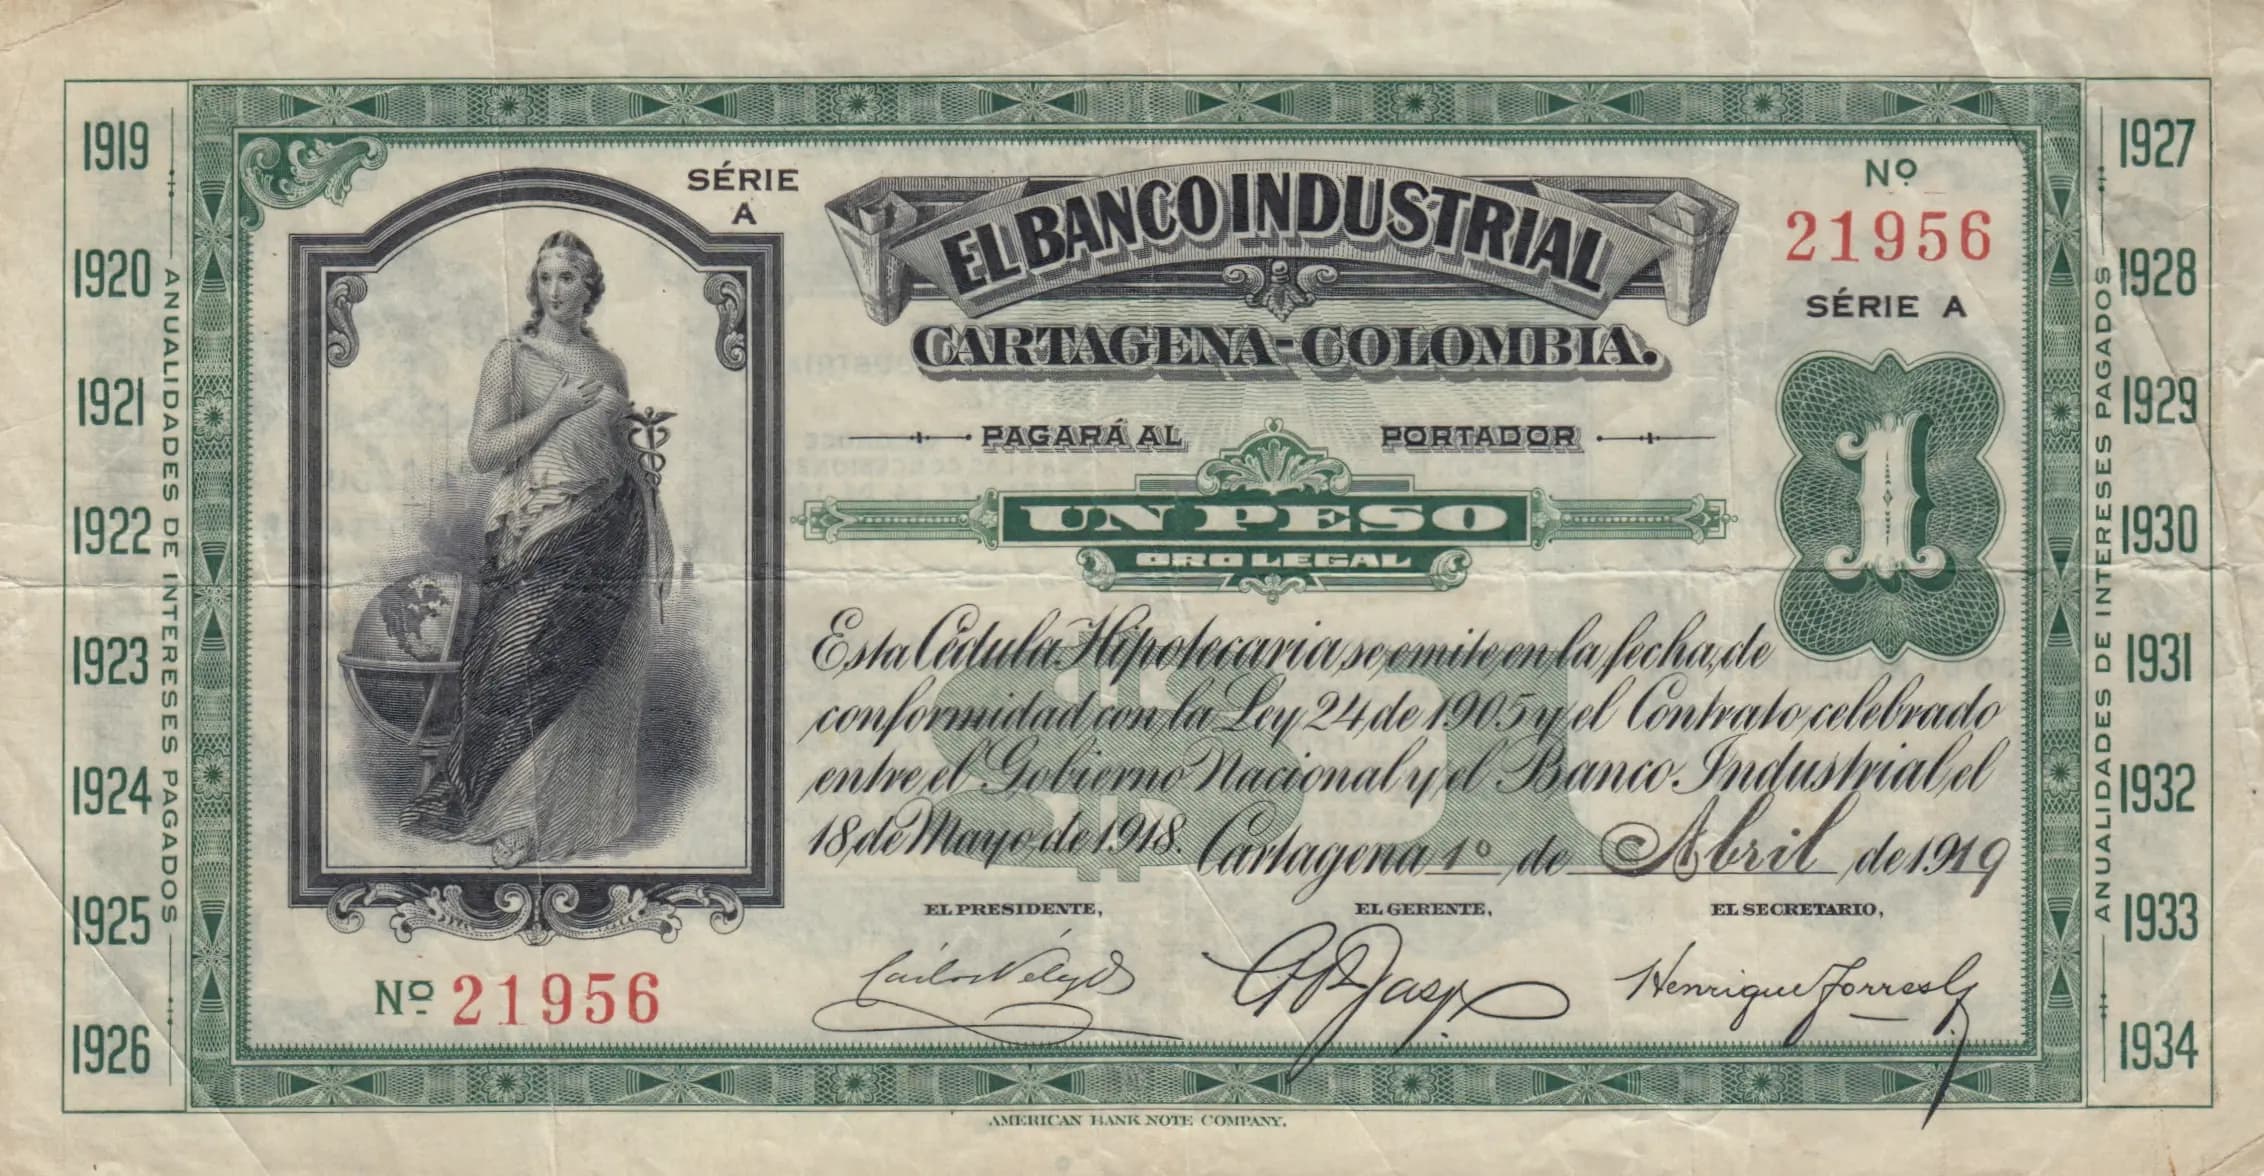 1919
1920
1921
1922
1923
1924
1925
1926
ANUALIDADES DE INTERESES PAGADOS
SÉRIE
A
EL BANCO INDUSTRIAL
CARTAGENA-COLOMBIA.
Nº
21956
SÉRIE A
PAGARÁ AL PORTADOR
UN PESO
ORO LEGAL
1
$1
Esta Cédula Hipotecaria se emite en la fecha, de
conformidad con la Ley 24 de 1905 y el Contrato celebrado
entre el Gobierno Nacional y el Banco Industrial el
18 de Mayo de 1918. Cartagena 1º de Abril de 1919
EL PRESIDENTE, EL GERENTE, EL SECRETARIO,
Nº 21956
1927
1928
1929
1930
1931
1932
1933
1934
ANUALIDADES DE INTERESES PAGADOS
AMERICAN BANK NOTE COMPANY.